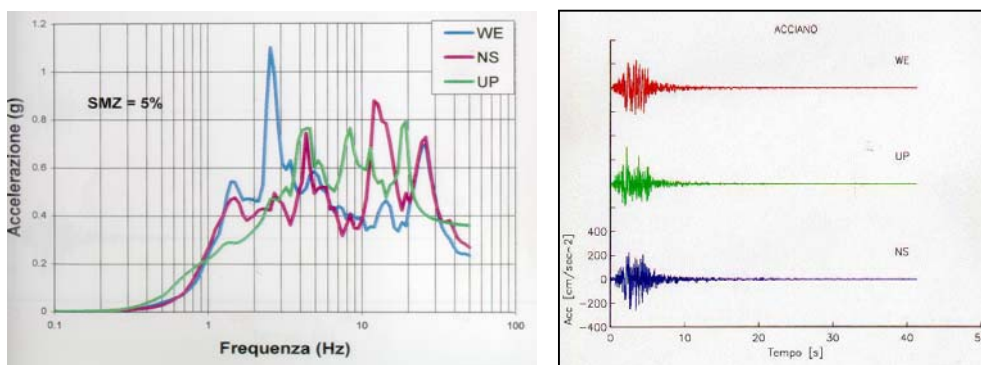 1.2
1
0.8
0.6
0.4
0.2
0
Accelerazione (g)
SMZ = 5%
WE
NS
UP
0.1
1
10
100
Frequenza (Hz)
ACCIANO
WE
UP
NS
400
200
0
-200
-400
Acc [cm/sec-2]
0
10
20
30
40
50
Tempo [s]